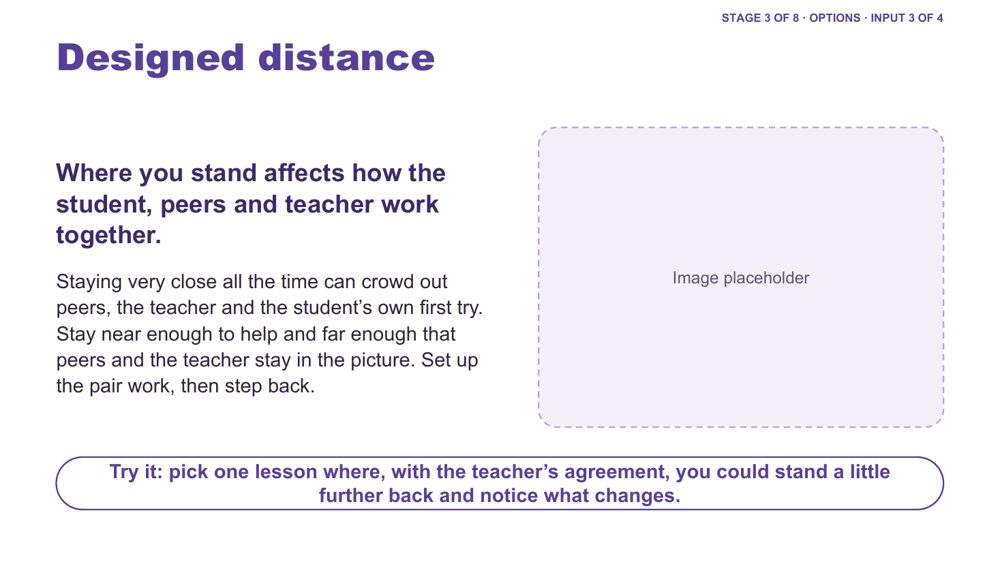 STAGE 3 OF 8 · OPTIONS · INPUT 3 OF 4
Designed distance
Where you stand affects how the
student, peers and teacher work
together.
Staying very close all the time can crowd out
peers, the teacher and the student’s own first try.
Stay near enough to help and far enough that
peers and the teacher stay in the picture. Set up
the pair work, then step back.
Image placeholder
Try it: pick one lesson where, with the teacher’s agreement, you could stand a little
further back and notice what changes.